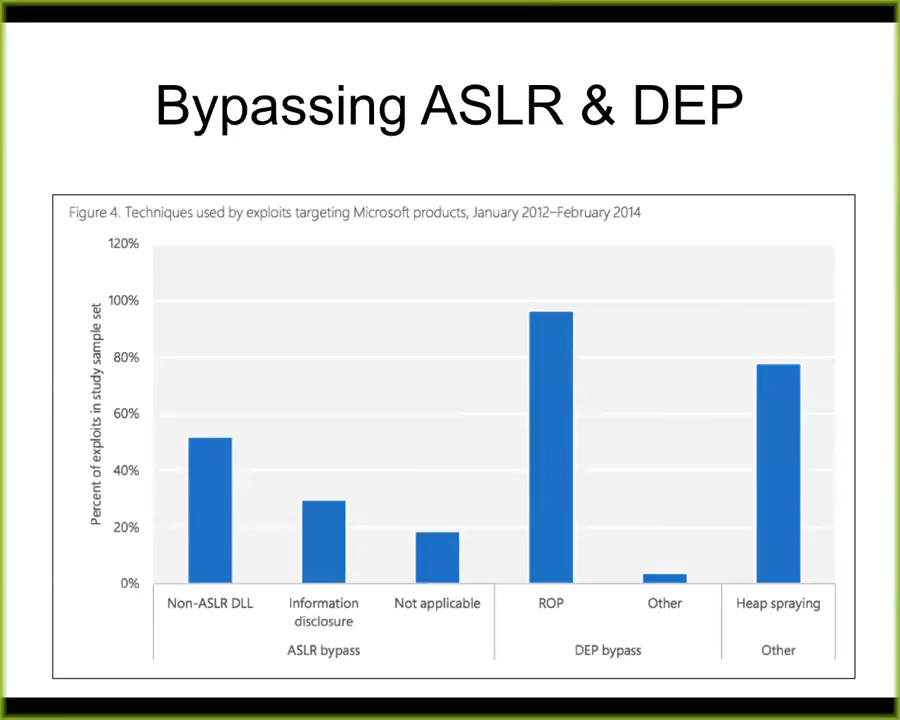 Bypassing ASLR & DEP
Figure 4. Techniques used by exploits targeting Microsoft products, January 2012–February 2014
Percent of exploits in study sample set
120%
100%
80%
60%
40%
20%
0%
Non-ASLR DLL
Information
disclosure
Not applicable
ROP
Other
Heap spraying
ASLR bypass
DEP bypass
Other